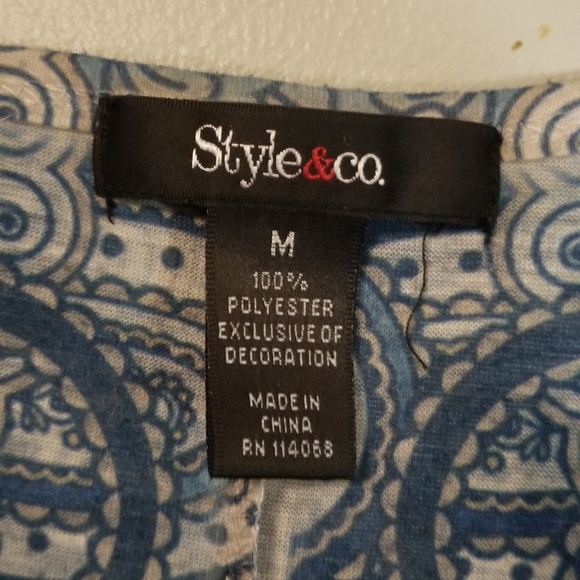 Style&co.
M
100%
POLYESTER
EXCLUSIVE OF
DECORATION
MADE IN
CHINA
RN 114068